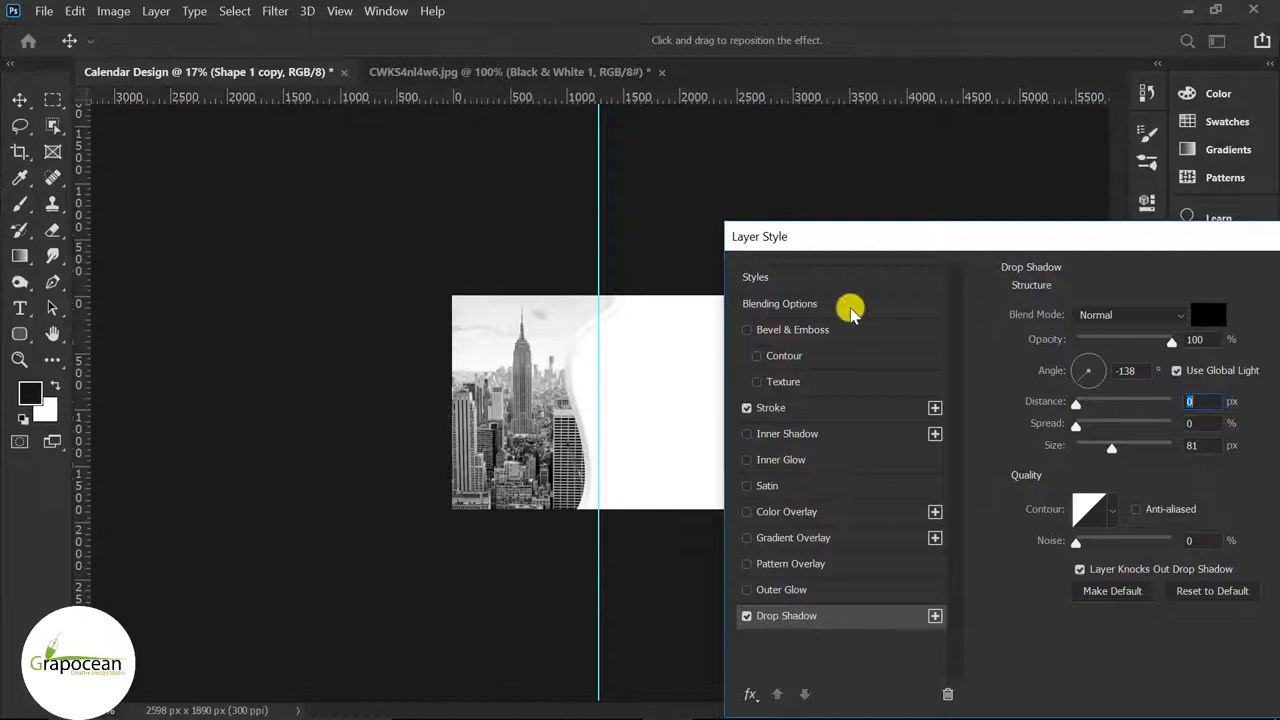 Ps File Edit Image Layer Type Select Filter 3D View Window Help
Click and drag to reposition the effect.
Calendar Design @ 17% (Shape 1 copy, RGB/8) * × CWKS4nl4w6.jpg @ 100% (Black & White 1, RGB/8#) * ×
3000 2500 2000 1500 1000 500 0 500 1000 1500 2000 2500 3000 3500 4000 4500 5000 5500
Color
Swatches
Gradients
Patterns
Learn
Layer Style
Styles
Blending Options
Bevel & Emboss
Contour
Texture
Stroke
Inner Shadow
Inner Glow
Satin
Color Overlay
Gradient Overlay
Pattern Overlay
Outer Glow
Drop Shadow
fx
Drop Shadow
Structure
Blend Mode: Normal
Opacity: 100 %
Angle: -138 ° Use Global Light
Distance: 0 px
Spread: 0 %
Size: 81 px
Quality
Contour: Anti-aliased
Noise: 0 %
Layer Knocks Out Drop Shadow
Make Default Reset to Default
Grapocean
2598 px x 1890 px (300 ppi)